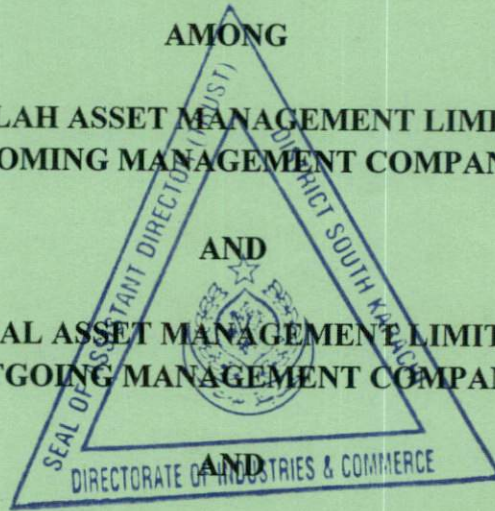 AMONG
LAH ASSET MANAGEMENT LIMI
OMING MANAGEMENT COMPAN
AND
AL ASSET MANAGEMENT LIMIT
TGOING MANAGEMENT COMPAN
AND
SEAL OF ASSISTANT DIRECTOR (TRUST)
DISTRICT SOUTH KARACHI
DIRECTORATE OF INDUSTRIES & COMMERCE